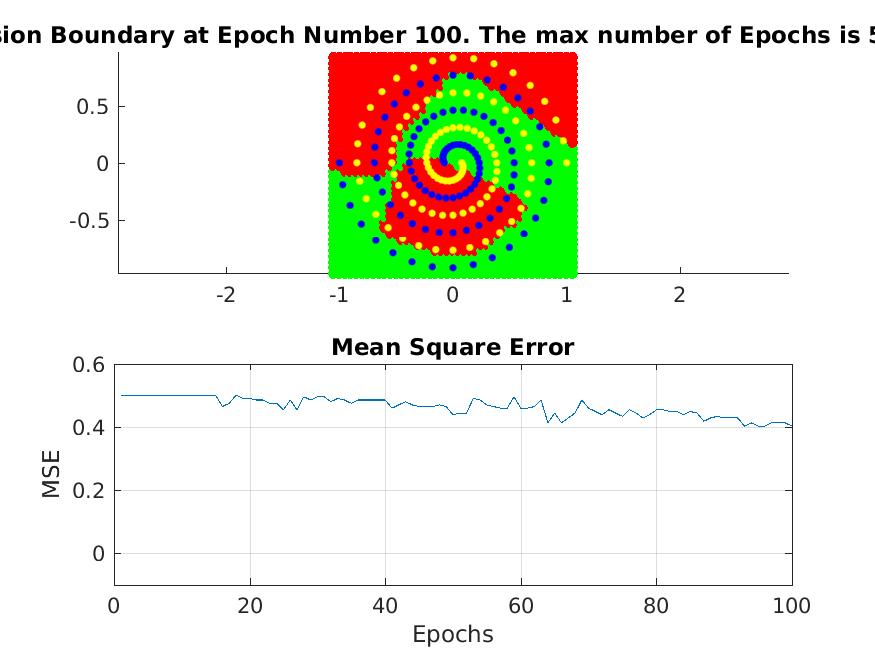 sion Boundary at Epoch Number 100. The max number of Epochs is 5
0.5
0
-0.5
-2 -1 0 1 2
Mean Square Error
0.6
0.4
0.2
0
MSE
0 20 40 60 80 100
Epochs